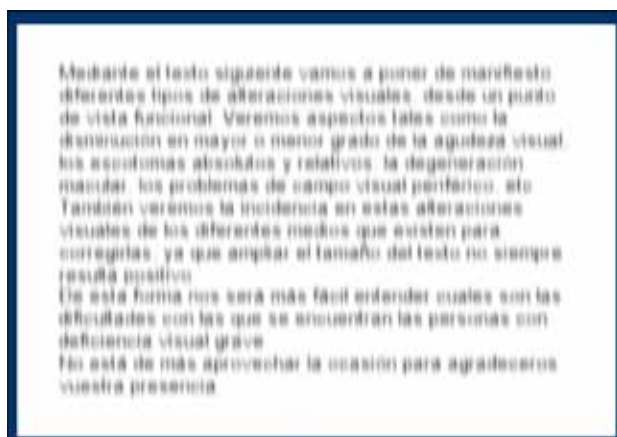 Mediante el texto siguiente vamos a poner de manifiesto
diferentes tipos de alteraciones visuales, desde un punto
de vista funcional. Veremos aspectos tales como la
disminución en mayor o menor grado de la agudeza visual,
los escotomas absolutos y relativos, la degeneración
macular, los problemas de campo visual periférico, etc.
También veremos la incidencia en estas alteraciones
visuales de los diferentes medios que existen para
corregirlas, ya que ampliar el tamaño del texto no siempre
resulta positivo.
De esta forma nos será más fácil entender cuales son las
dificultades con las que se encuentran las personas con
deficiencia visual grave.
No está de más aprovechar la ocasión para agradeceros
vuestra presencia.